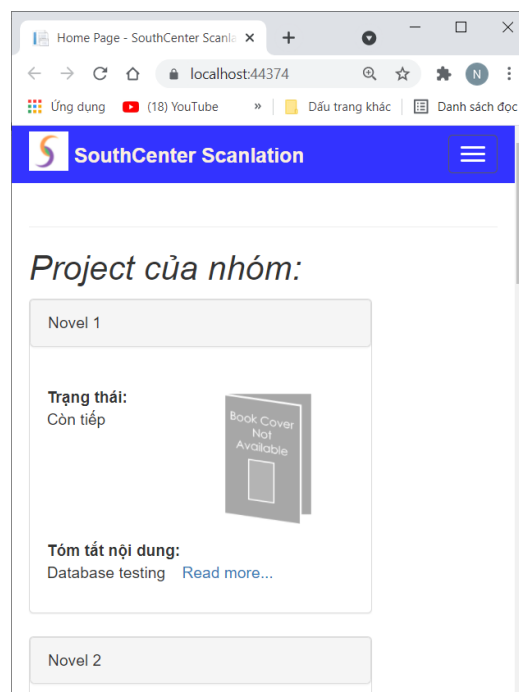 Home Page - SouthCenter Scanla
localhost:44374
N
Ứng dụng
(18) YouTube
»
Dấu trang khác
Danh sách đọc
SouthCenter Scanlation
Project của nhóm:
Novel 1
Trạng thái:
Còn tiếp
Book Cover
Not
Available
Tóm tắt nội dung:
Database testing Read more...
Novel 2